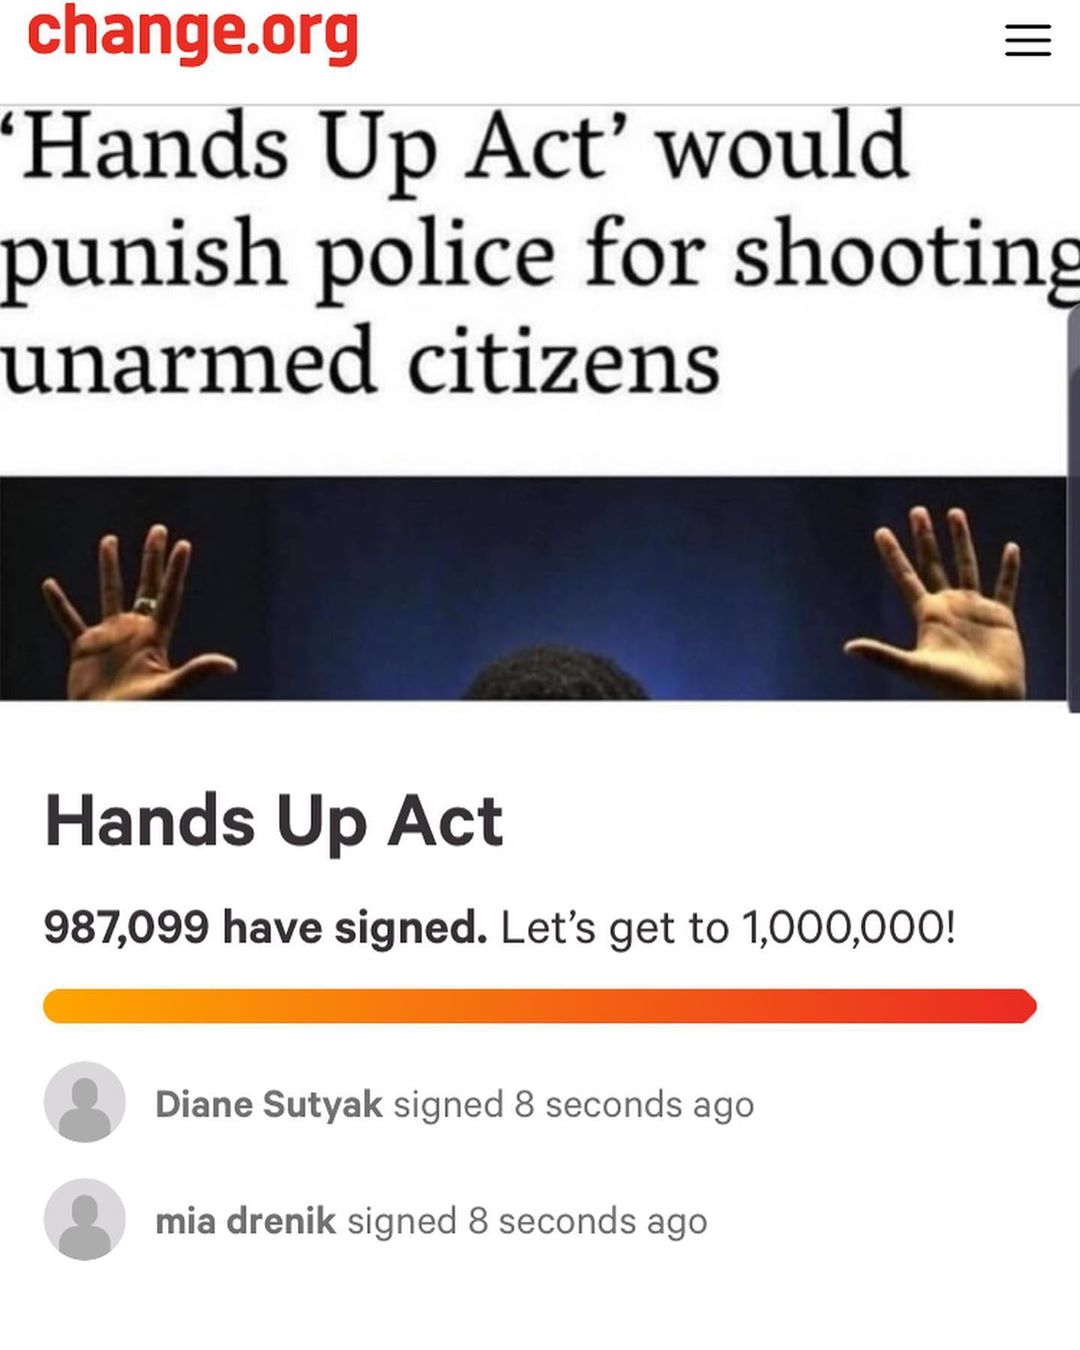 change.org
‘Hands Up Act’ would
punish police for shooting
unarmed citizens
Hands Up Act
987,099 have signed. Let’s get to 1,000,000!
Diane Sutyak signed 8 seconds ago
mia drenik signed 8 seconds ago